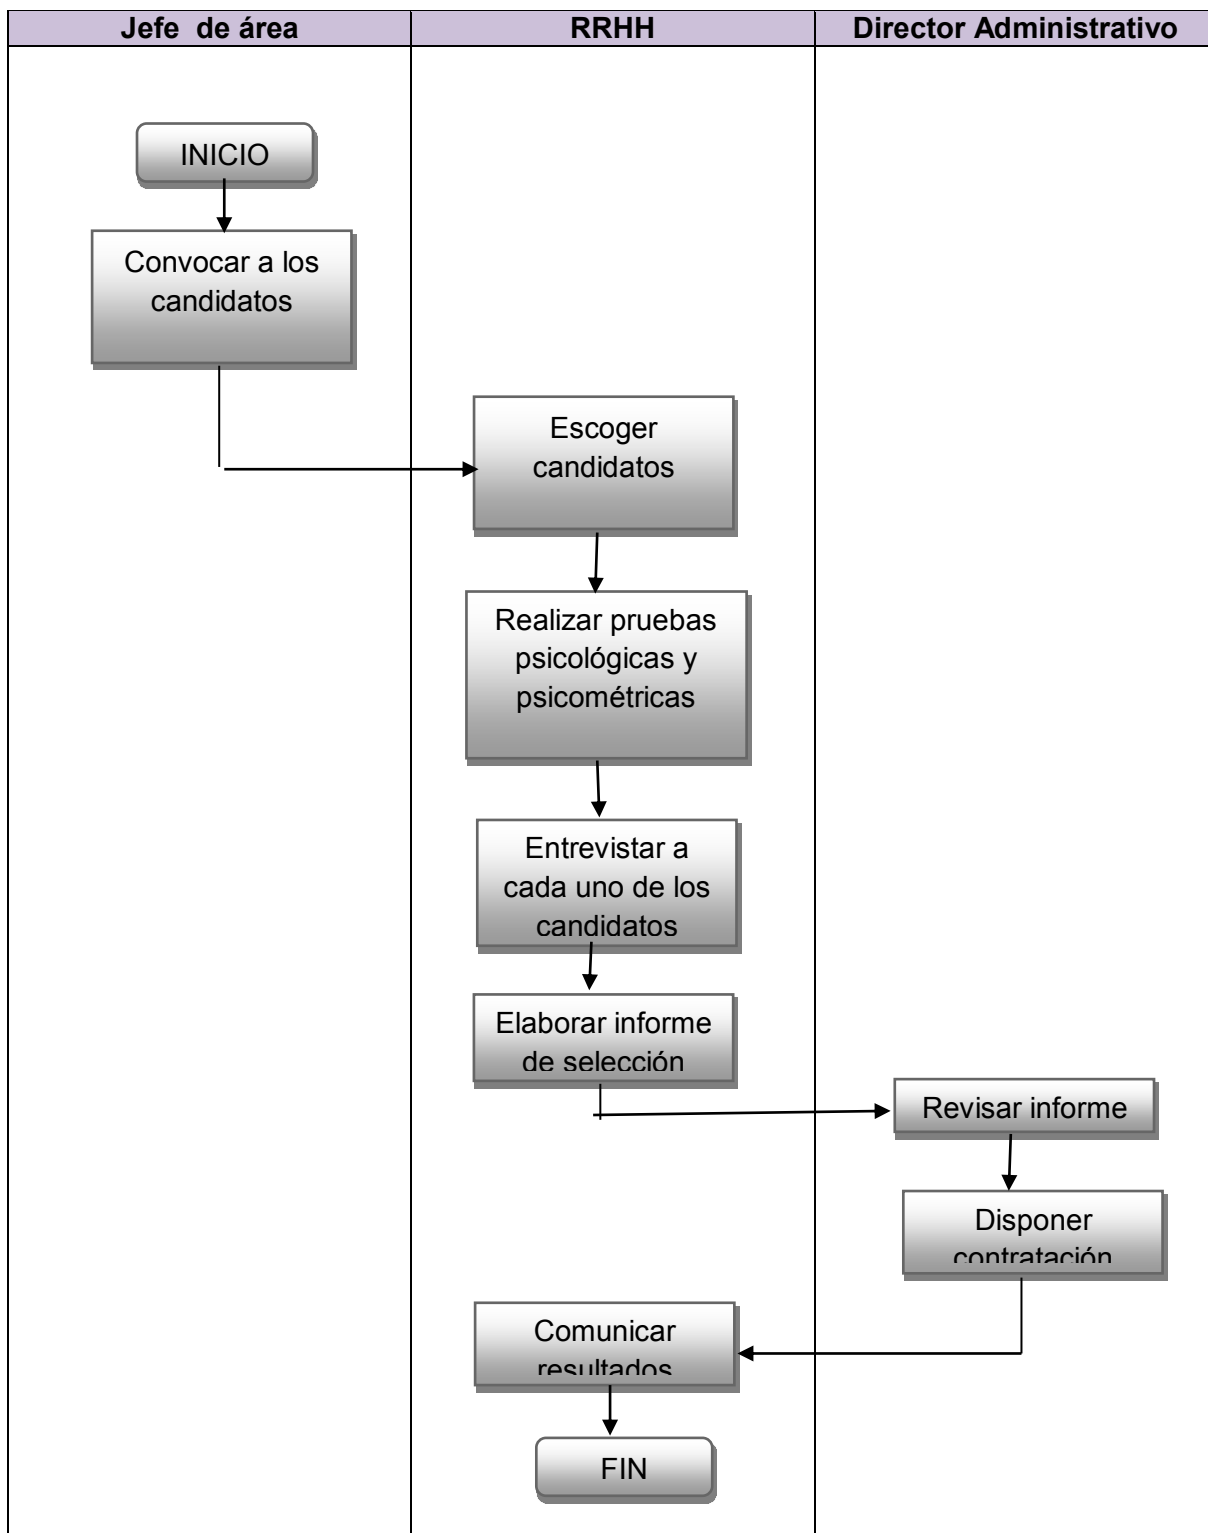 Jefe de área
RRHH
Director Administrativo
INICIO
Convocar a los
candidatos
Escoger
candidatos
Realizar pruebas
psicológicas y
psicométricas
Entrevistar a
cada uno de los
candidatos
Elaborar informe
de selección
Revisar informe
Disponer
contratación
Comunicar
resultados
FIN